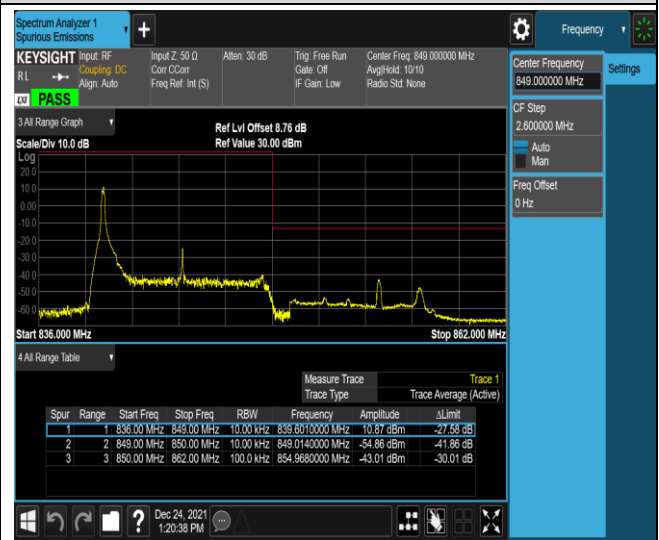 Spectrum Analyzer 1
Spurious Emissions
+
Frequency
KEYSIGHT
RL
Input: RF
Coupling: DC
Align: Auto
Input Z: 50 Ω
Corr CCorr
Freq Ref: Int (S)
Atten: 30 dB
Trig: Free Run
Gate: Off
IF Gain: Low
Center Freq: 849.000000 MHz
Avg|Hold: 10/10
Radio Std: None
LXI PASS
Center Frequency
849.000000 MHz
Settings
CF Step
2.600000 MHz
Auto
Man
Freq Offset
0 Hz
3 All Range Graph
Scale/Div 10.0 dB
Ref Lvl Offset 8.76 dB
Ref Value 30.00 dBm
Log
20.0
10.0
0.00
-10.0
-20.0
-30.0
-40.0
-50.0
-60.0
Start 836.000 MHz
Stop 862.000 MHz
4 All Range Table
Measure Trace Trace 1
Trace Type Trace Average (Active)
Spur Range Start Freq Stop Freq RBW Frequency Amplitude ΔLimit
1 1 836.00 MHz 849.00 MHz 10.00 kHz 839.6010000 MHz 10.87 dBm -27.58 dB
2 2 849.00 MHz 850.00 MHz 10.00 kHz 849.0140000 MHz -54.86 dBm -41.86 dB
3 3 850.00 MHz 862.00 MHz 100.0 kHz 854.9680000 MHz -43.01 dBm -30.01 dB
?
Dec 24, 2021
1:20:38 PM